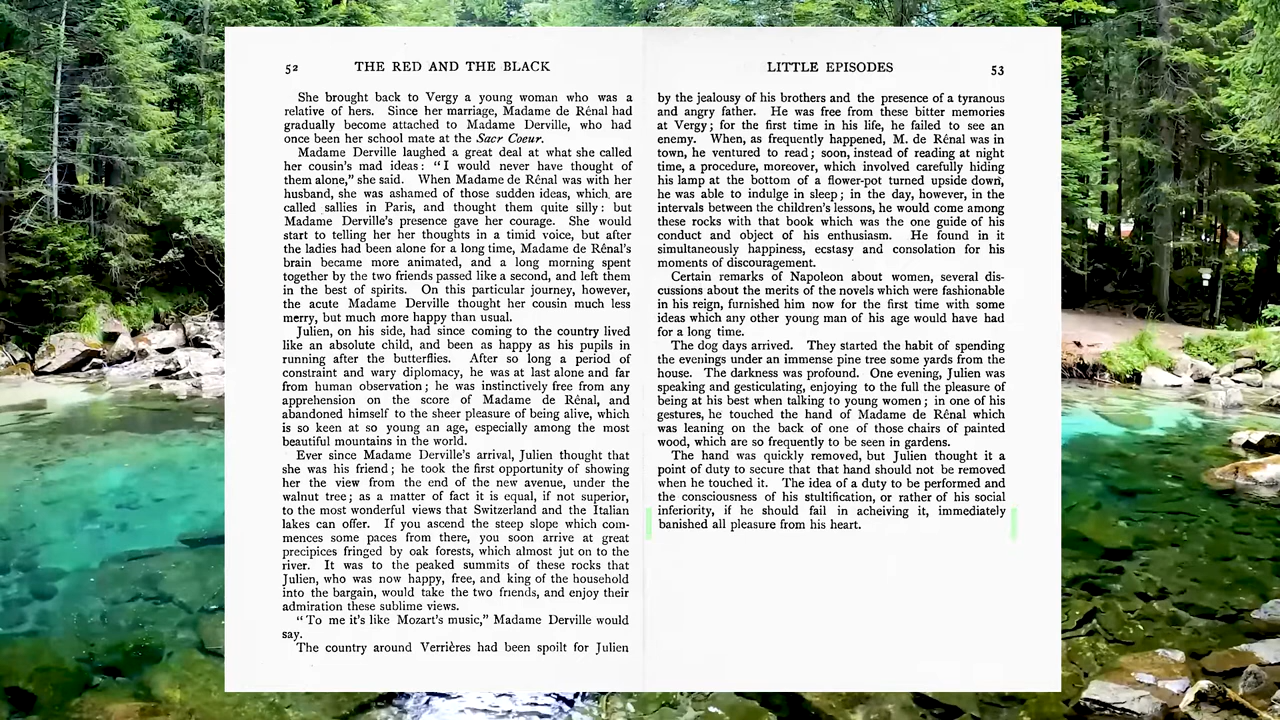 52
THE RED AND THE BLACK
She brought back to Vergy a young woman who was a
relative of hers. Since her marriage, Madame de Rénal had
gradually become attached to Madame Derville, who had
once been her school mate at the Sacr Coeur.
Madame Derville laughed a great deal at what she called
her cousin's mad ideas: "I would never have thought of
them alone," she said. When Madame de Rénal was with her
husband, she was ashamed of those sudden ideas, which are
called sallies in Paris, and thought them quite silly: but
Madame Derville's presence gave her courage. She would
start to telling her her thoughts in a timid voice, but after
the ladies had been alone for a long time, Madame de Rénal's
brain became more animated, and a long morning spent
together by the two friends passed like a second, and left them
in the best of spirits. On this particular journey, however,
the acute Madame Derville thought her cousin much less
merry, but much more happy than usual.
Julien, on his side, had since coming to the country lived
like an absolute child, and been as happy as his pupils in
running after the butterflies. After so long a period of
constraint and wary diplomacy, he was at last alone and far
from human observation; he was instinctively free from any
apprehension on the score of Madame de Rénal, and
abandoned himself to the sheer pleasure of being alive, which
is so keen at so young an age, especially among the most
beautiful mountains in the world.
Ever since Madame Derville's arrival, Julien thought that
she was his friend; he took the first opportunity of showing
her the view from the end of the new avenue, under the
walnut tree; as a matter of fact it is equal, if not superior,
to the most wonderful views that Switzerland and the Italian
lakes can offer. If you ascend the steep slope which com-
mences some paces from there, you soon arrive at great
precipices fringed by oak forests, which almost jut on to the
river. It was to the peaked summits of these rocks that
Julien, who was now happy, free, and king of the household
into the bargain, would take the two friends, and enjoy their
admiration these sublime views.
"To me it's like Mozart's music," Madame Derville would
say.
The country around Verrières had been spoilt for Julien
LITTLE EPISODES
53
by the jealousy of his brothers and the presence of a tyranous
and angry father. He was free from these bitter memories
at Vergy; for the first time in his life, he failed to see an
enemy. When, as frequently happened, M. de Rénal was in
town, he ventured to read; soon, instead of reading at night
time, a procedure, moreover, which involved carefully hiding
his lamp at the bottom of a flower-pot turned upside down,
he was able to indulge in sleep; in the day, however, in the
intervals between the children's lessons, he would come among
these rocks with that book which was the one guide of his
conduct and object of his enthusiasm. He found in it
simultaneously happiness, ecstasy and consolation for his
moments of discouragement.
Certain remarks of Napoleon about women, several dis-
cussions about the merits of the novels which were fashionable
in his reign, furnished him now for the first time with some
ideas which any other young man of his age would have had
for a long time.
The dog days arrived. They started the habit of spending
the evenings under an immense pine tree some yards from the
house. The darkness was profound. One evening, Julien was
speaking and gesticulating, enjoying to the full the pleasure of
being at his best when talking to young women; in one of his
gestures, he touched the hand of Madame de Rénal which
was leaning on the back of one of those chairs of painted
wood, which are so frequently to be seen in gardens.
The hand was quickly removed, but Julien thought it a
point of duty to secure that that hand should not be removed
when he touched it. The idea of a duty to be performed and
the consciousness of his stultification, or rather of his social
inferiority, if he should fail in acheiving it, immediately
banished all pleasure from his heart.